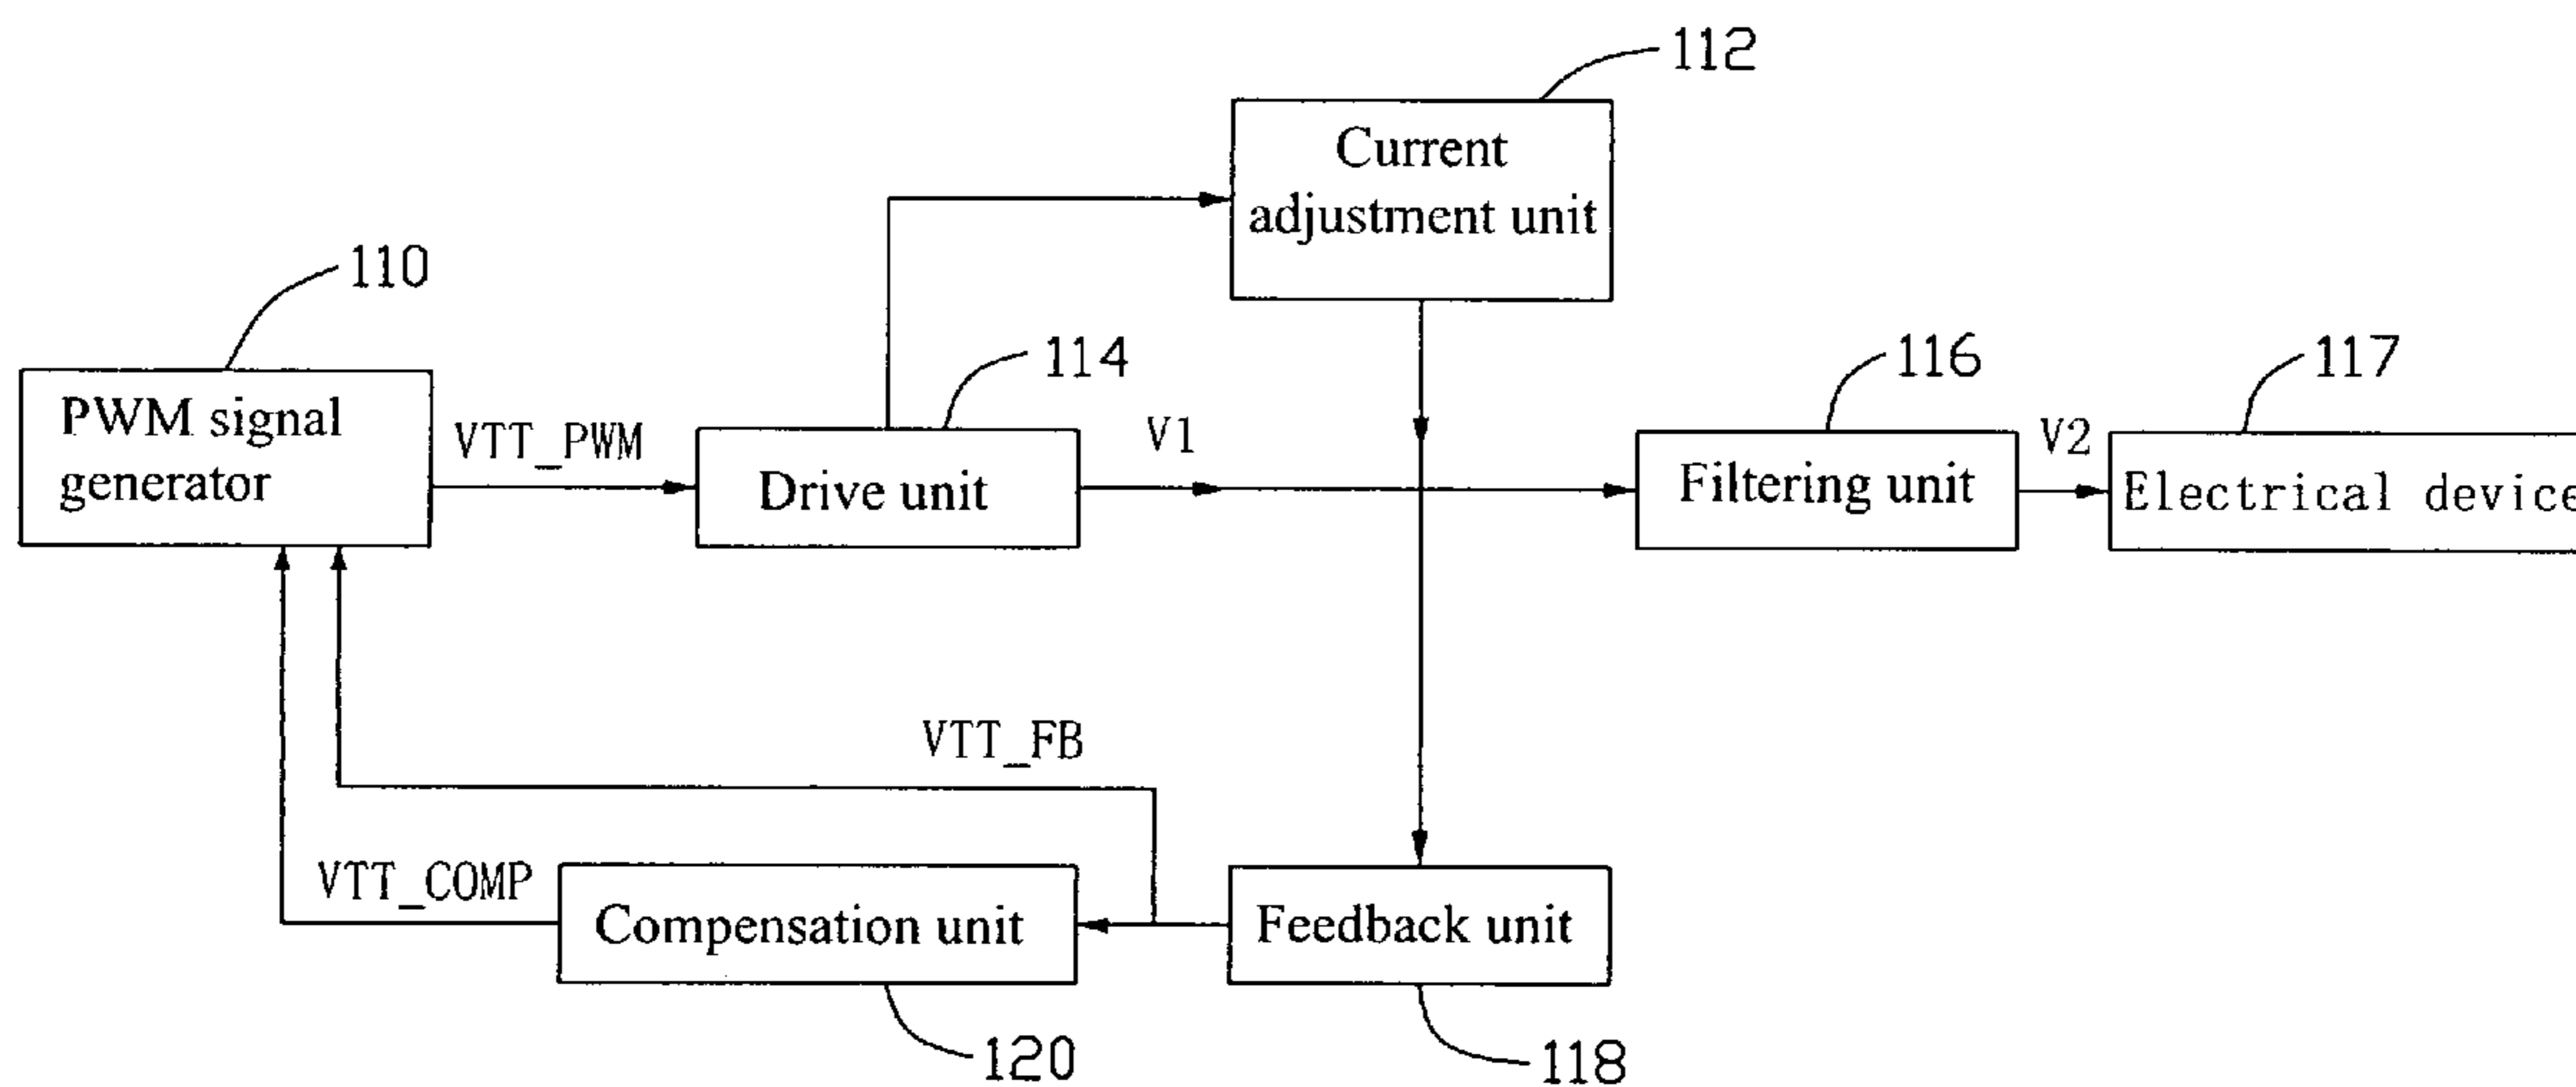 112
Current
adjustment unit
110
114
116
117
PWM signal
generator
VTT_PWM
Drive unit
V1
Filtering unit
V2
Electrical device
VTT_FB
VTT_COMP
Compensation unit
Feedback unit
120
118